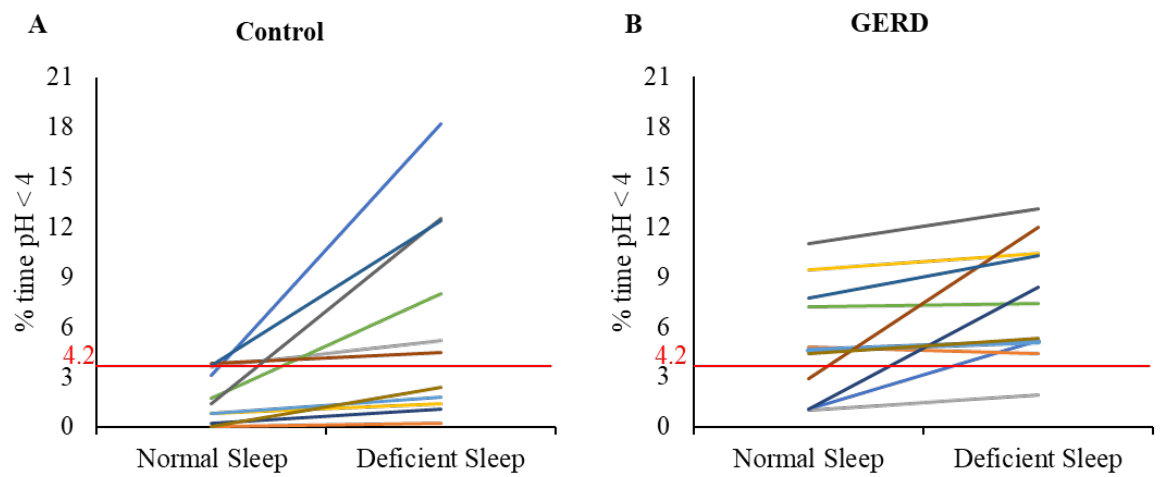 A
Control
% time pH < 4
21
18
15
12
9
6
4.2
3
0
Normal Sleep
Deficient Sleep
B
GERD
% time pH < 4
21
18
15
12
9
6
4.2
3
0
Normal Sleep
Deficient Sleep